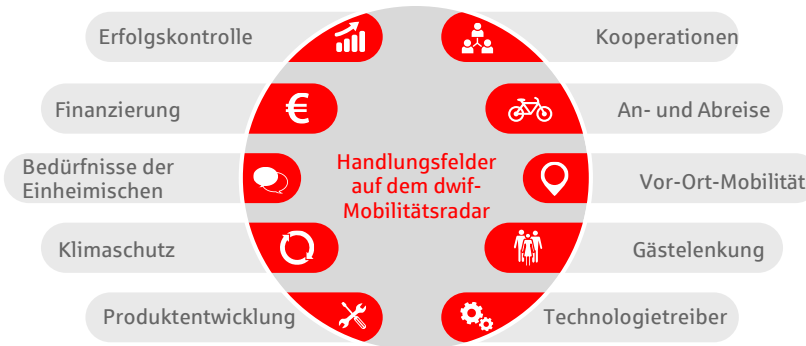 Erfolgskontrolle
Finanzierung
Bedürfnisse der
Einheimischen
Klimaschutz
Produktentwicklung
Handlungsfelder
auf dem dwif-
Mobilitätsradar
Kooperationen
An- und Abreise
Vor-Ort-Mobilität
Gästelenkung
Technologietreiber